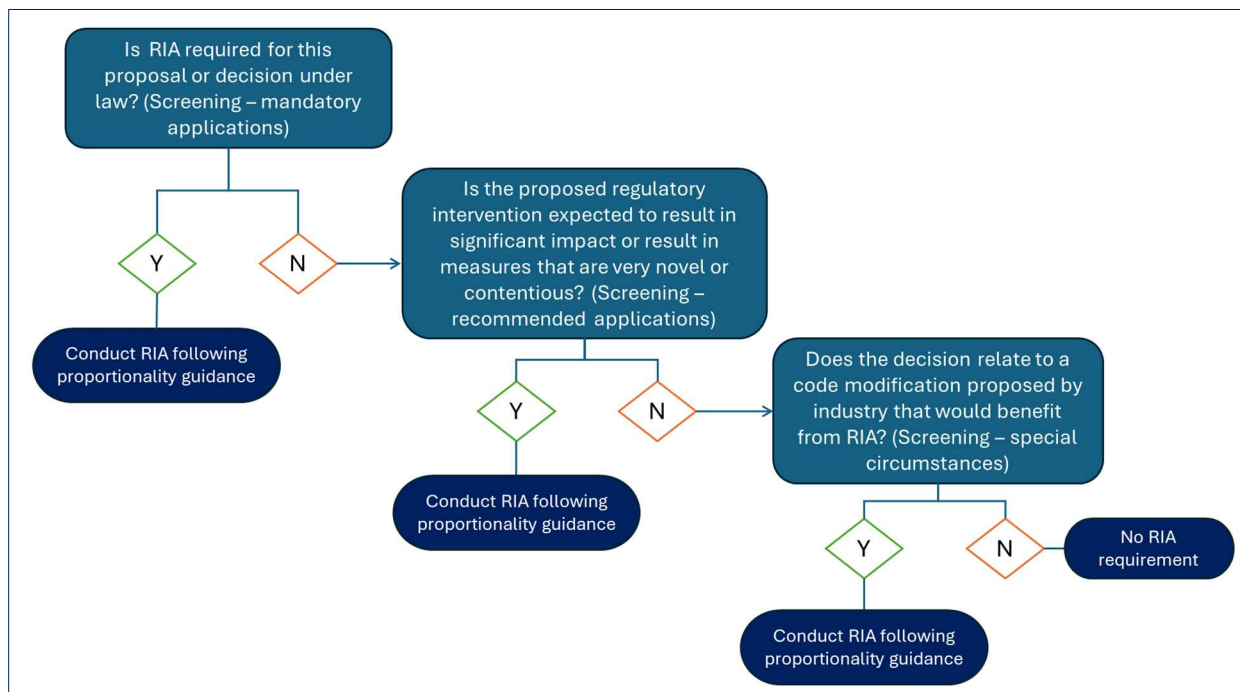 Is RIA required for this
proposal or decision under
law? (Screening – mandatory
applications)
Y
N
Conduct RIA following
proportionality guidance
Is the proposed regulatory
intervention expected to result in
significant impact or result in
measures that are very novel or
contentious? (Screening –
recommended applications)
Y
N
Conduct RIA following
proportionality guidance
Does the decision relate to a
code modification proposed by
industry that would benefit
from RIA? (Screening – special
circumstances)
Y
N
No RIA
requirement
Conduct RIA following
proportionality guidance